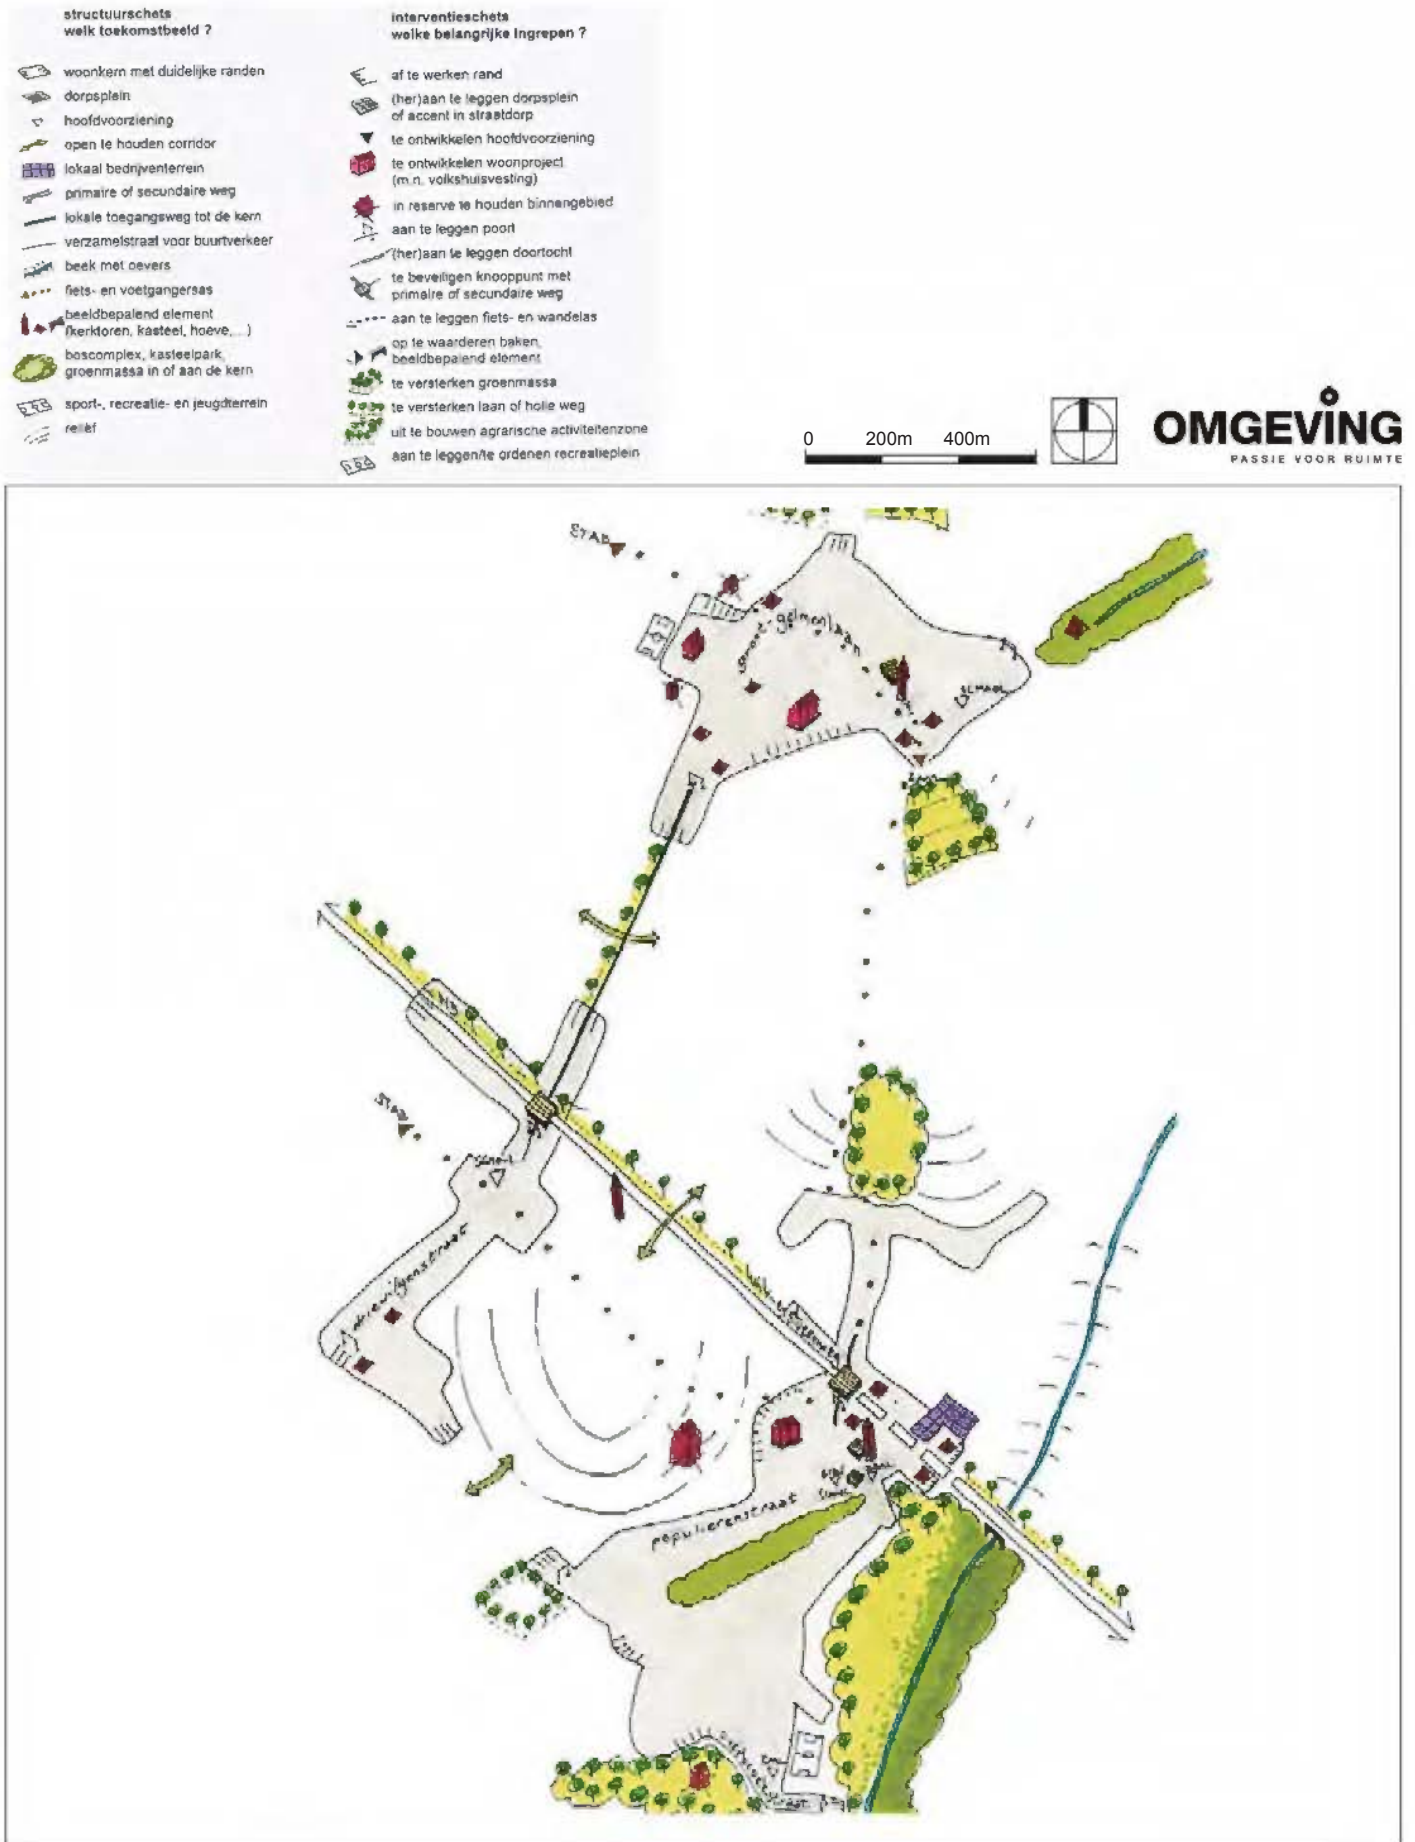 structuurschets
welk toekomstbeeld ?
woonkern met duidelijke randen
dorpsplein
hoofdvoorziening
open te houden corridor
lokaal bedrijventerrein
primaire of secundaire weg
lokale toegangsweg tot de kern
verzamelstraat voor buurtverkeer
beek met oevers
fiets- en voetgangersas
beeldbepalend element
(kerktoren, kasteel, hoeve,...)
boscomplex, kasteelpark,
groenmassa in of aan de kern
sport-, recreatie- en jeugdterrein
reliëf
interventieschets
welke belangrijke ingrepen ?
af te werken rand
(her)aan te leggen dorpsplein
of accent in straatdorp
te ontwikkelen hoofdvoorziening
te ontwikkelen woonproject
(m.n. volkshuisvesting)
in reserve te houden binnengebied
aan te leggen poort
(her)aan te leggen doortocht
te beveiligen knooppunt met
primaire of secundaire weg
aan te leggen fiets- en wandelas
op te waarderen baken,
beeldbepalend element
te versterken groenmassa
te versterken laan of holle weg
uit te bouwen agrarische activiteitenzone
aan te leggen/te ordenen recreatieplein
0 200m 400m
OMGEVING
PASSIE VOOR RUIMTE
STAD
STAD
populierenstraat